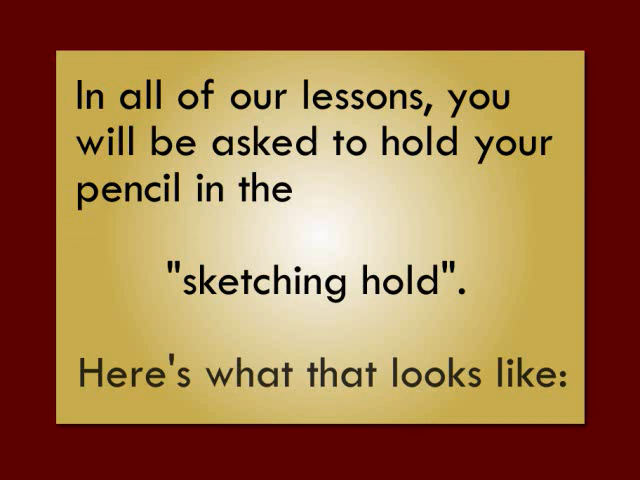 In all of our lessons, you
will be asked to hold your
pencil in the
"sketching hold".
Here's what that looks like: